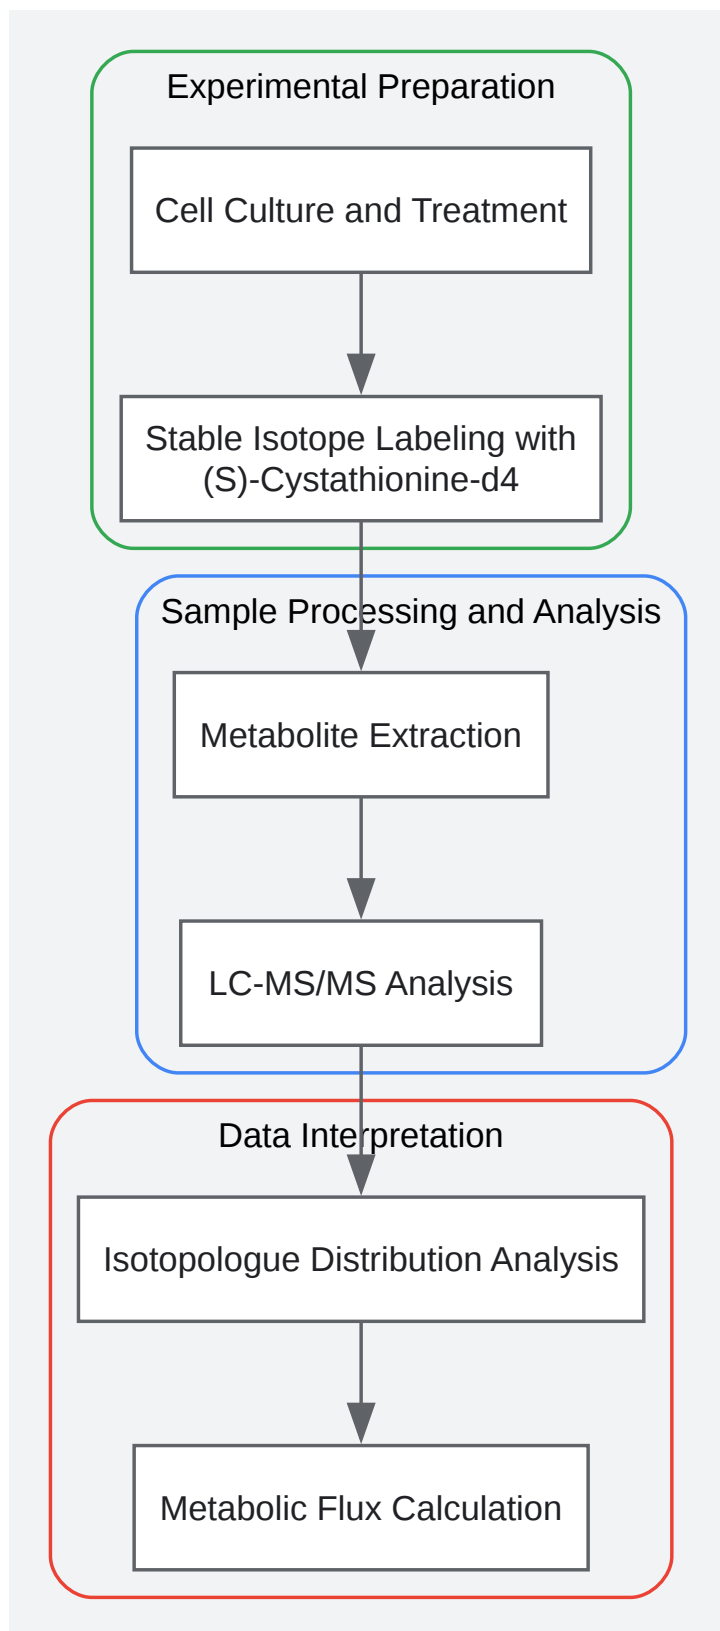 Experimental Preparation
Cell Culture and Treatment
Stable Isotope Labeling with
(S)-Cystathionine-d4
Sample Processing and Analysis
Metabolite Extraction
LC-MS/MS Analysis
Data Interpretation
Isotopologue Distribution Analysis
Metabolic Flux Calculation